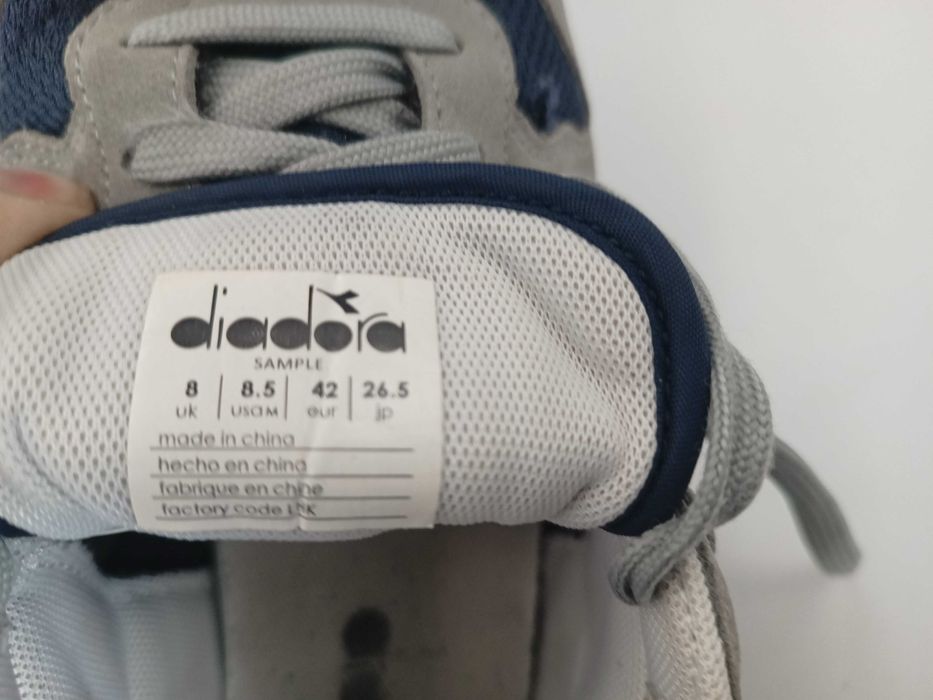 diadora
SAMPLE
8 8.5 42 26.5
uk usa M eur jp
made in china
hecho en china
fabrique en chine
factory code